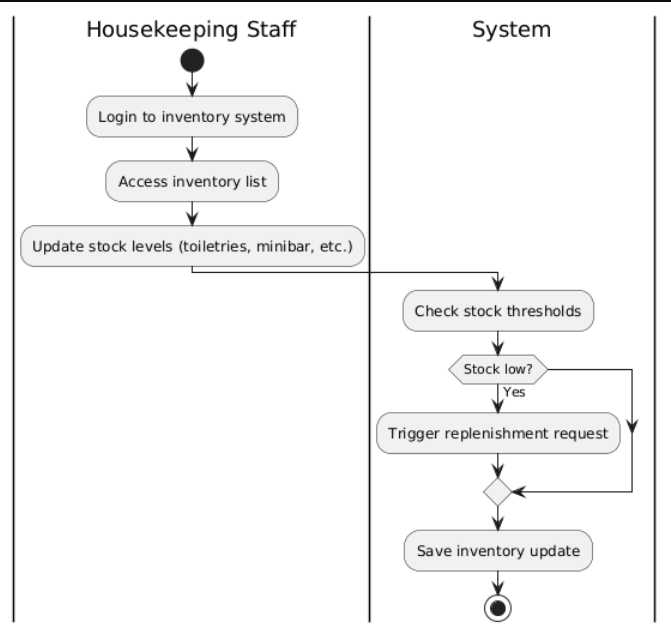 Housekeeping Staff
System
Login to inventory system
Access inventory list
Update stock levels (toiletries, minibar, etc.)
Check stock thresholds
Stock low?
Yes
Trigger replenishment request
Save inventory update